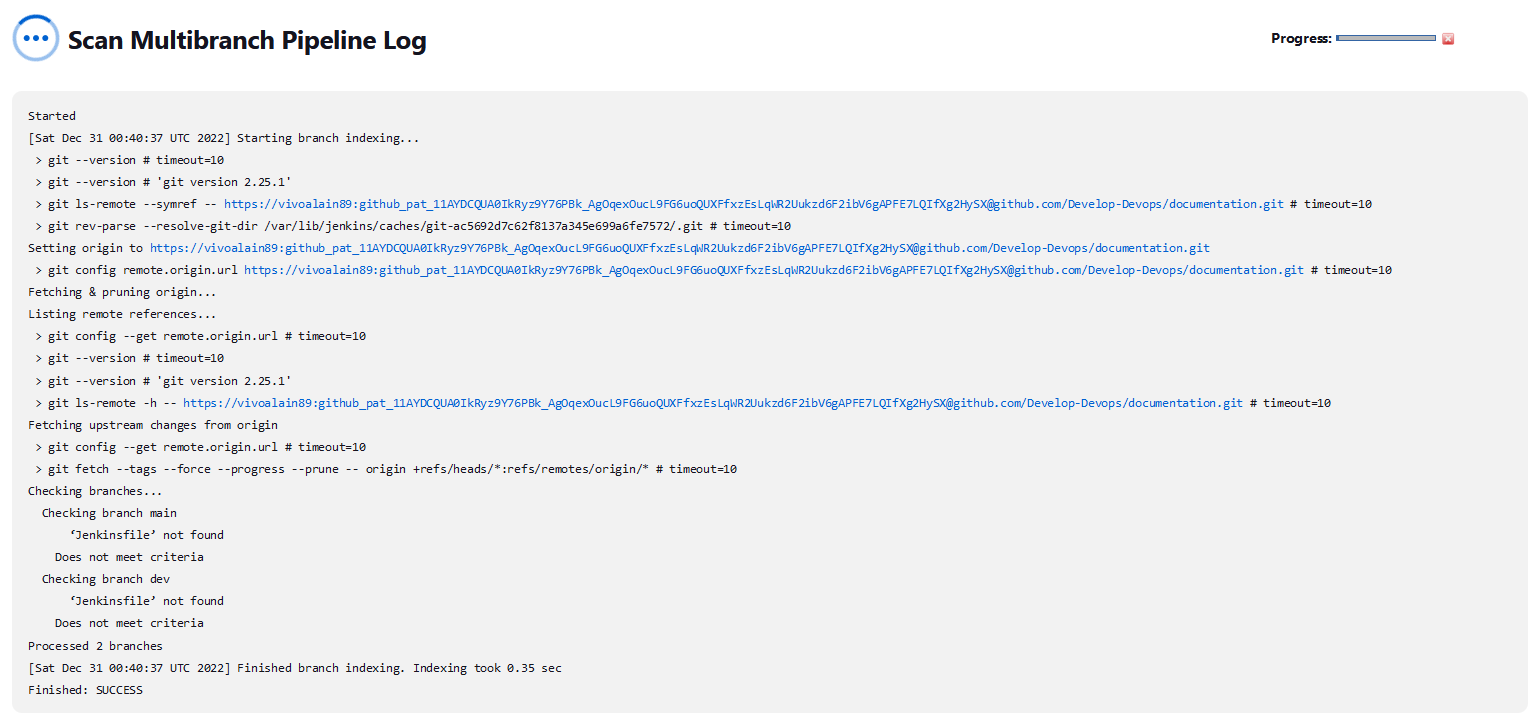 Scan Multibranch Pipeline Log
Progress:
Started
[Sat Dec 31 00:40:37 UTC 2022] Starting branch indexing...
> git --version # timeout=10
> git --version # 'git version 2.25.1'
> git ls-remote --symref -- https://vivoalain89: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@github.com/Develop-Devops/documentation.git # timeout=10
> git rev-parse --resolve-git-dir /var/lib/jenkins/caches/git-ac5692d7c62f8137a345e699a6fe7572/.git # timeout=10
Setting origin to https://vivoalain89: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@github.com/Develop-Devops/documentation.git
> git config remote.origin.url https://vivoalain89: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@github.com/Develop-Devops/documentation.git # timeout=10
Fetching & pruning origin...
Listing remote references...
> git config --get remote.origin.url # timeout=10
> git --version # timeout=10
> git --version # 'git version 2.25.1'
> git ls-remote -h -- https://vivoalain89: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@github.com/Develop-Devops/documentation.git # timeout=10
Fetching upstream changes from origin
> git config --get remote.origin.url # timeout=10
> git fetch --tags --force --progress --prune -- origin +refs/heads/*:refs/remotes/origin/* # timeout=10
Checking branches...
Checking branch main
‘Jenkinsfile’ not found
Does not meet criteria
Checking branch dev
‘Jenkinsfile’ not found
Does not meet criteria
Processed 2 branches
[Sat Dec 31 00:40:37 UTC 2022] Finished branch indexing. Indexing took 0.35 sec
Finished: SUCCESS